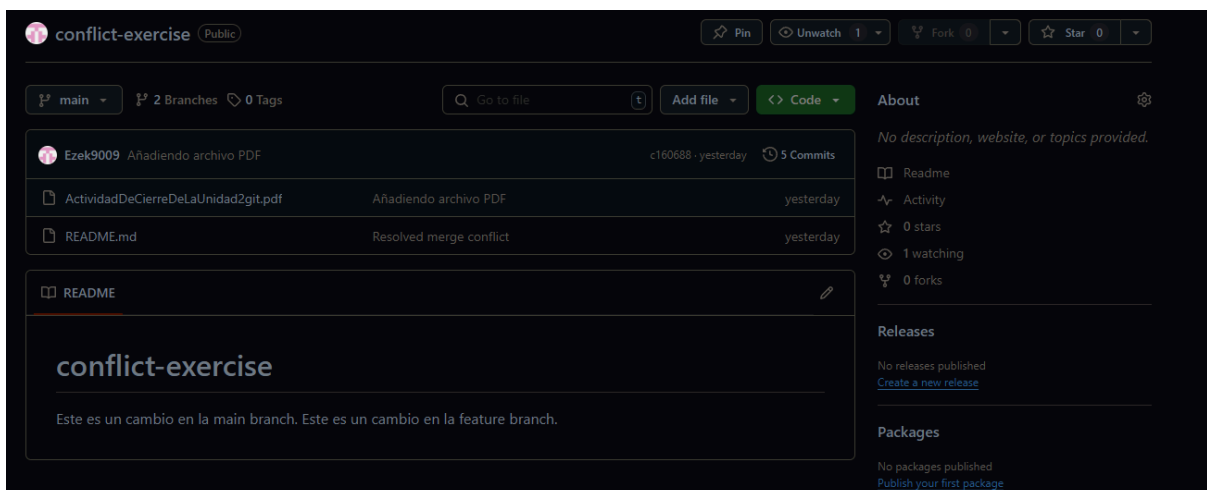 conflict-exercise Public
Pin Unwatch 1 Fork 0 Star 0
main 2 Branches 0 Tags Go to file t Add file <> Code
Ezek9009 Añadiendo archivo PDF c160688 · yesterday 5 Commits
ActividadDeCierreDeLaUnidad2git.pdf Añadiendo archivo PDF yesterday
README.md Resolved merge conflict yesterday
README
conflict-exercise
Este es un cambio en la main branch. Este es un cambio en la feature branch.
About
No description, website, or topics provided.
Readme
Activity
0 stars
1 watching
0 forks
Releases
No releases published
Create a new release
Packages
No packages published
Publish your first package